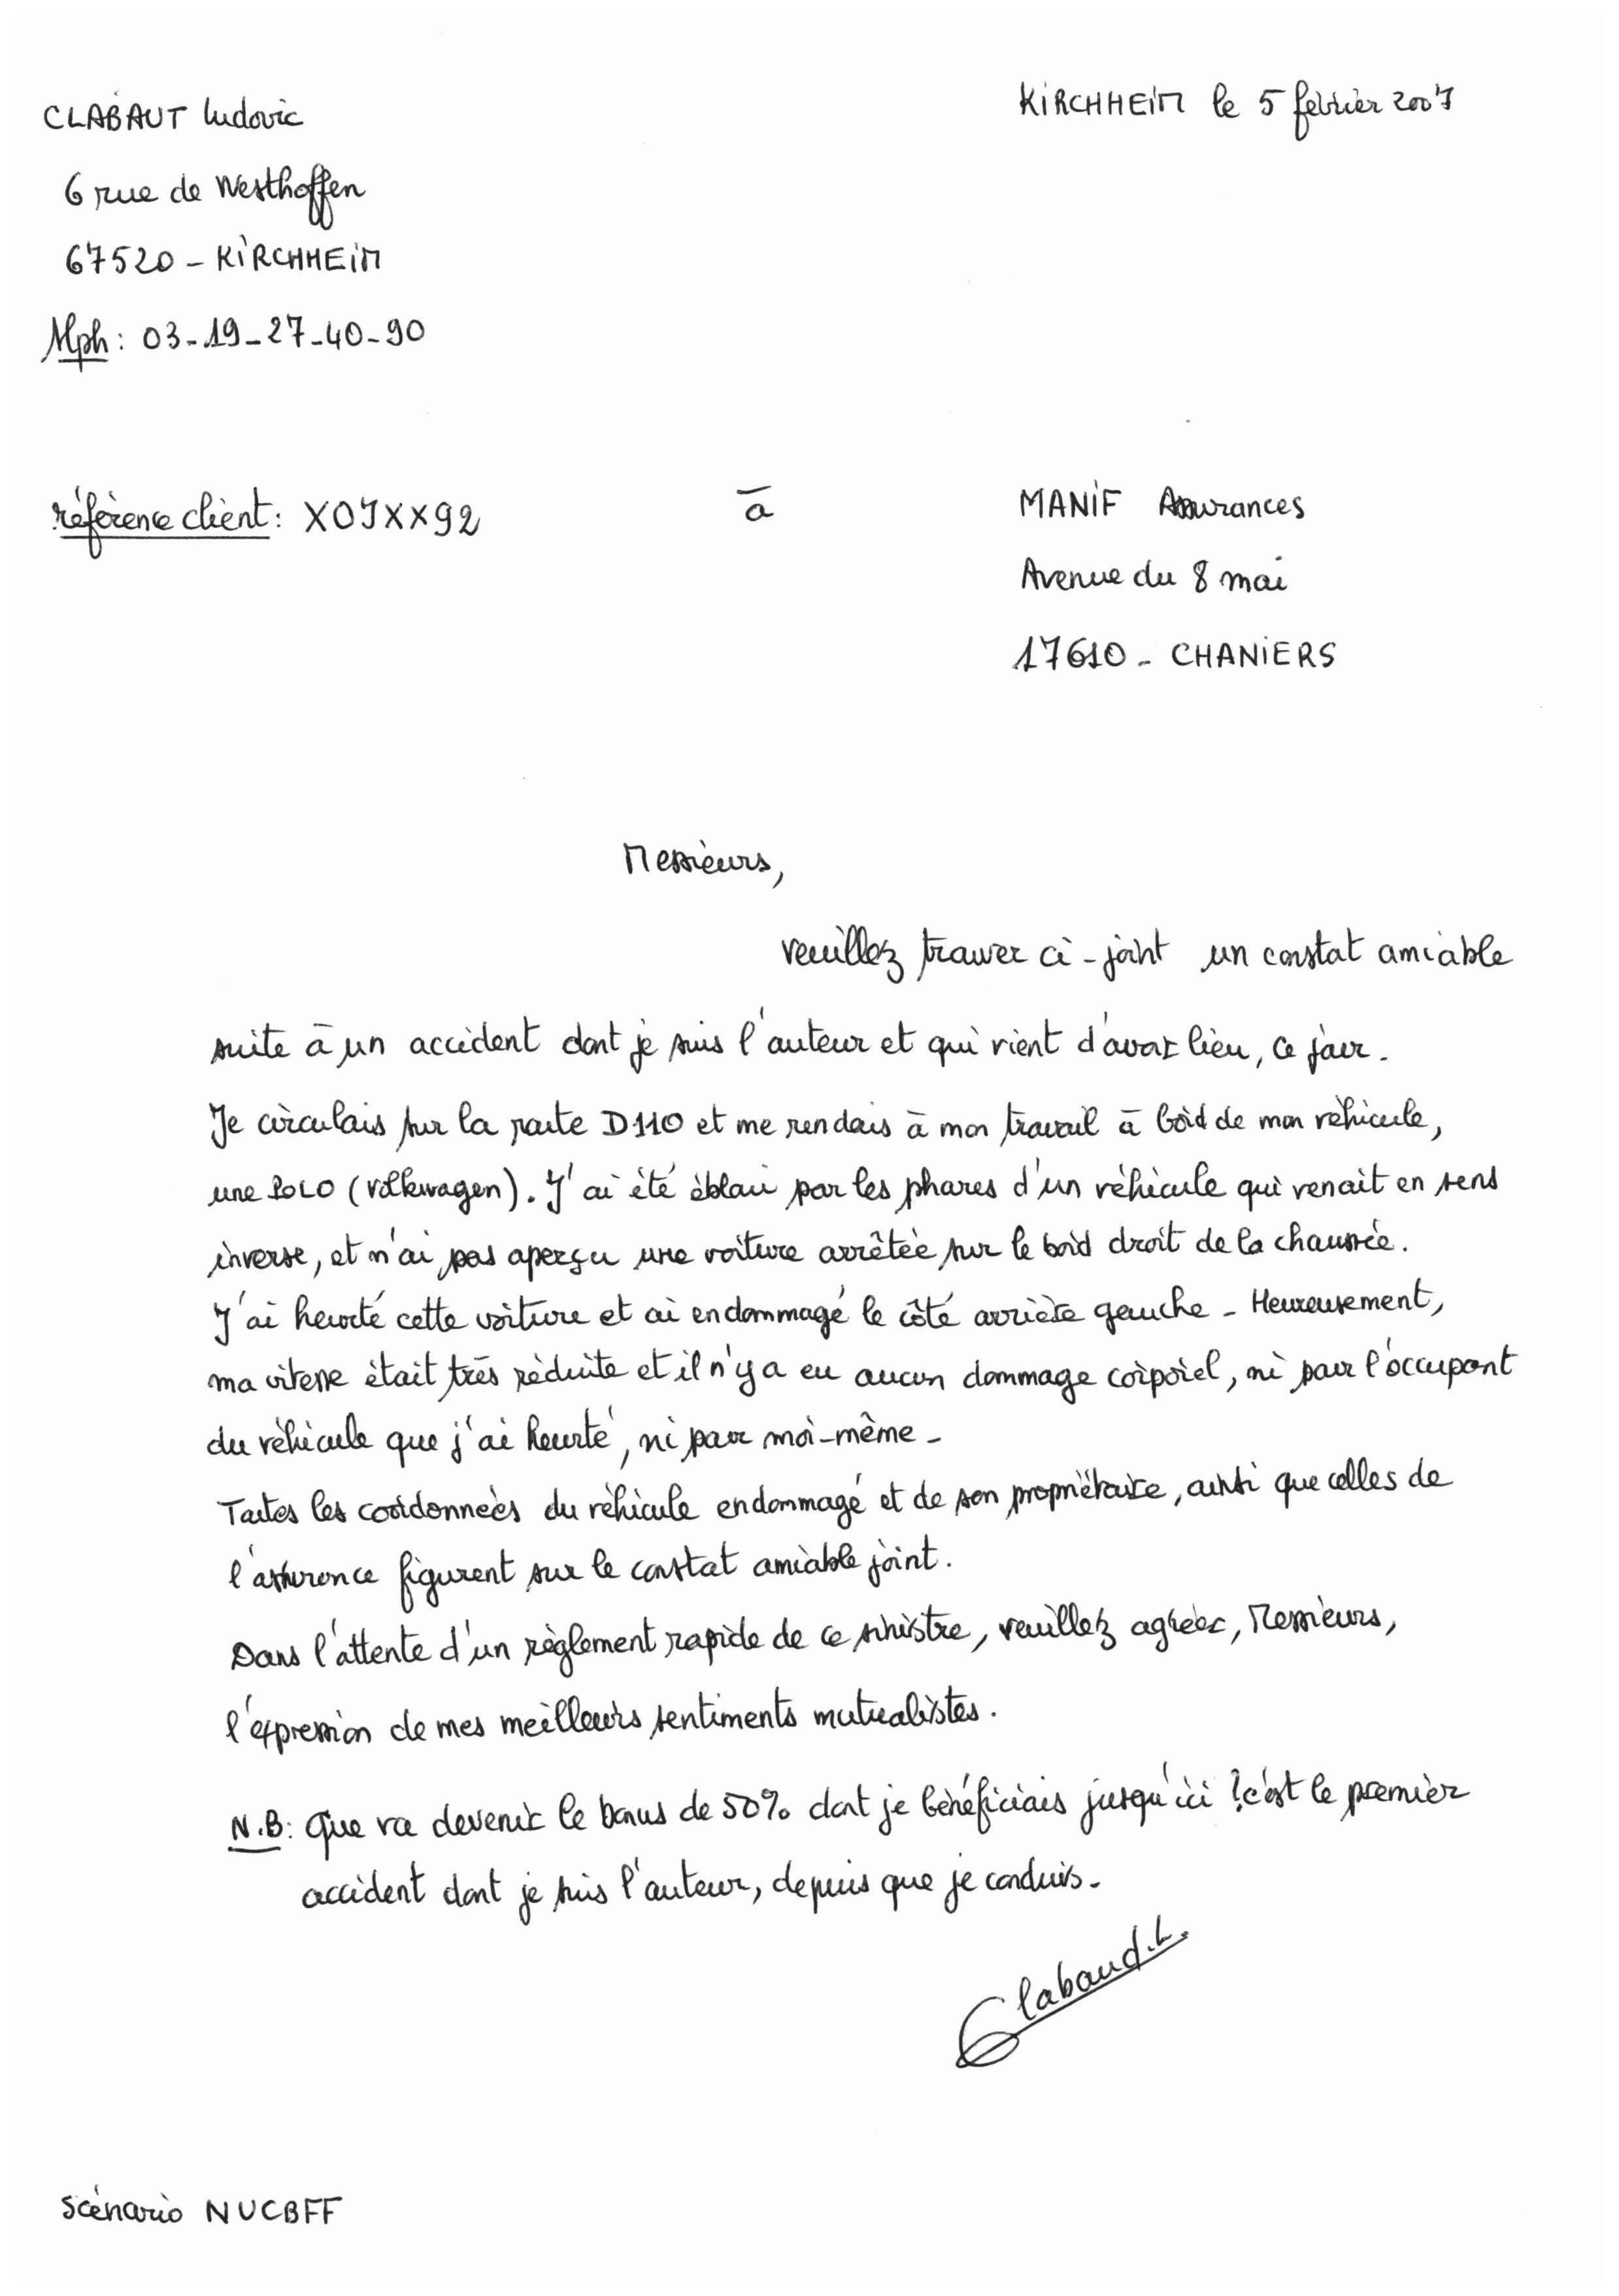 CLABAUT Ludovic
KIRCHHEIM le 5 février 2007
6 rue de Westhoffen
67520 - KIRCHHEIM
Téléph : 03-19-27-40-90
référence client : XOJXX92
à
MANIF Assurances
Avenue du 8 mai
17610 - CHANIERS
Messieurs,
veuillez trouver ci-joint un constat amiable
suite à un accident dont je suis l'auteur et qui vient d'avoir lieu, ce jour.
Je circulais sur la route D110 et me rendais à mon travail à bord de mon véhicule,
une POLO (volkwagen). J'ai été ébloui par les phares d'un véhicule qui venait en sens
inverse, et n'ai pas aperçu une voiture arrêtée sur le bord droit de la chaussée.
J'ai heurté cette voiture et ai endommagé le côté arrière gauche - Heureusement,
ma vitesse était très réduite et il n'y a eu aucun dommage corporel, ni pour l'occupant
du véhicule que j'ai heurté, ni pour moi-même -
Toutes les coordonnées du véhicule endommagé et de son propriétaire, ainsi que celles de
l'assurance figurent sur le constat amiable joint.
Dans l'attente d'un règlement rapide de ce sinistre, veuillez agréer, Messieurs,
l'expression de mes meilleurs sentiments mutualistes.
N.B : Que va devenir le bonus de 50% dont je bénéficiais jusqu'ici ? c'est le premier
accident dont je suis l'auteur, depuis que je conduis -
Clabaud.L.
Scénario NUCBFF